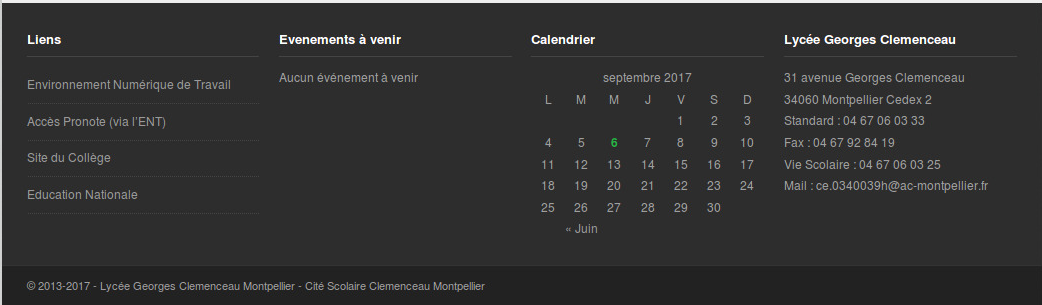 Liens
Environnement Numérique de Travail
Accès Pronote (via l'ENT)
Site du Collège
Education Nationale
Evenements à venir
Aucun événement à venir
Calendrier
septembre 2017
L M M J V S D
1 2 3
4 5 6 7 8 9 10
11 12 13 14 15 16 17
18 19 20 21 22 23 24
25 26 27 28 29 30
« Juin
Lycée Georges Clemenceau
31 avenue Georges Clemenceau
34060 Montpellier Cedex 2
Standard : 04 67 06 03 33
Fax : 04 67 92 84 19
Vie Scolaire : 04 67 06 03 25
Mail : ce.0340039h@ac-montpellier.fr
© 2013-2017 - Lycée Georges Clemenceau Montpellier - Cité Scolaire Clemenceau Montpellier